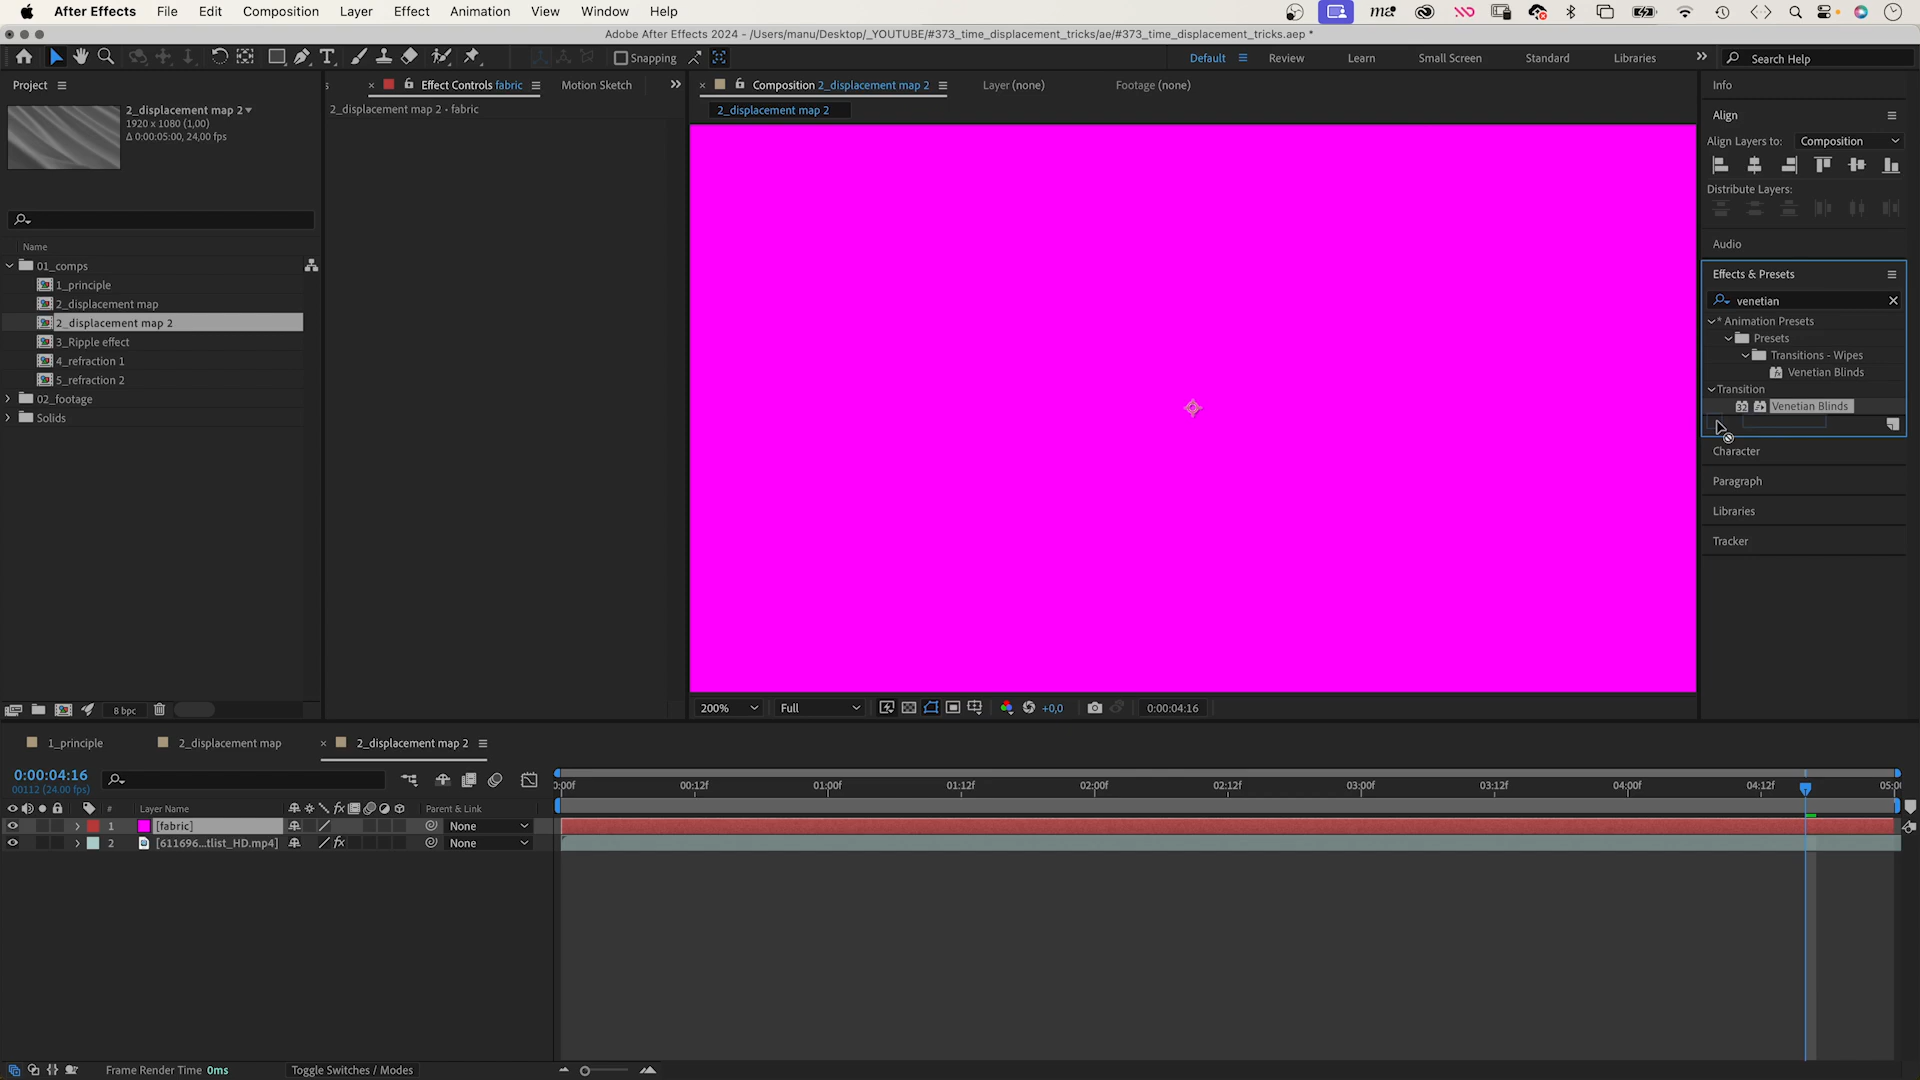 After Effects File Edit Composition Layer Effect Animation View Window Help
Adobe After Effects 2024 - /Users/manu/Desktop/_YOUTUBE/#373_time_displacement_tricks/ae/#373_time_displacement_tricks.aep *
Snapping
Default Review Learn Small Screen Standard Libraries
Search Help
Project
2_displacement map 2
1920 x 1080 (1,00)
Δ 0:00:05:00, 24,00 fps
Name
01_comps
1_principle
2_displacement map
2_displacement map 2
3_Ripple effect
4_refraction 1
5_refraction 2
02_footage
Solids
8 bpc
s
Effect Controls fabric
Motion Sketch
2_displacement map 2 • fabric
Composition 2_displacement map 2
Layer (none)
Footage (none)
2_displacement map 2
200%
Full
+0,0
0:00:04:16
Info
Align
Align Layers to: Composition
Distribute Layers:
Audio
Effects & Presets
venetian
* Animation Presets
Presets
Transitions - Wipes
Venetian Blinds
Transition
32 Venetian Blinds
Character
Paragraph
Libraries
Tracker
1_principle
2_displacement map
2_displacement map 2
0:00:04:16
00112 (24.00 fps)
# Layer Name
Parent & Link
:00f 00:12f 01:00f 01:12f 02:00f 02:12f 03:00f 03:12f 04:00f 04:12f 05:0
1 [fabric] None
2 [611696...tlist_HD.mp4] fx None
Frame Render Time 0ms
Toggle Switches / Modes